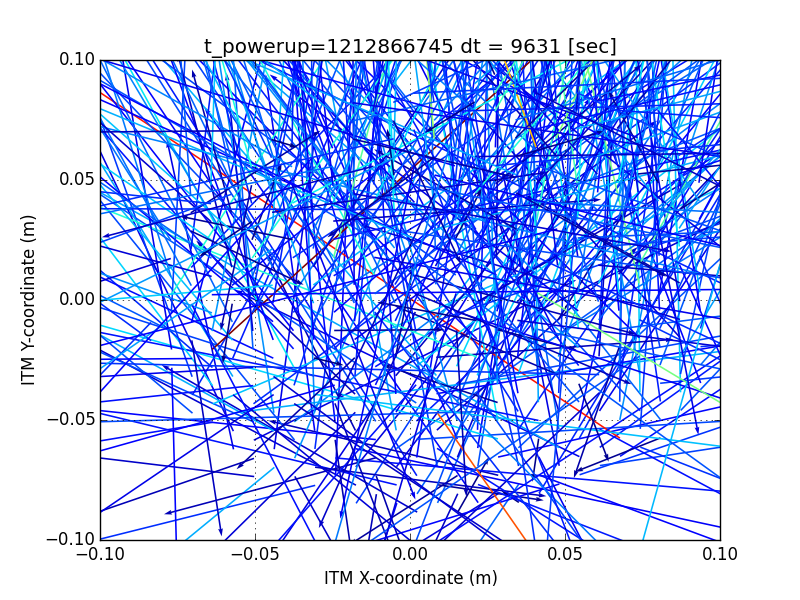 t_powerup=1212866745 dt = 9631 [sec]
0.10
0.05
0.00
−0.05
−0.10
−0.10 −0.05 0.00 0.05 0.10
ITM Y-coordinate (m)
ITM X-coordinate (m)